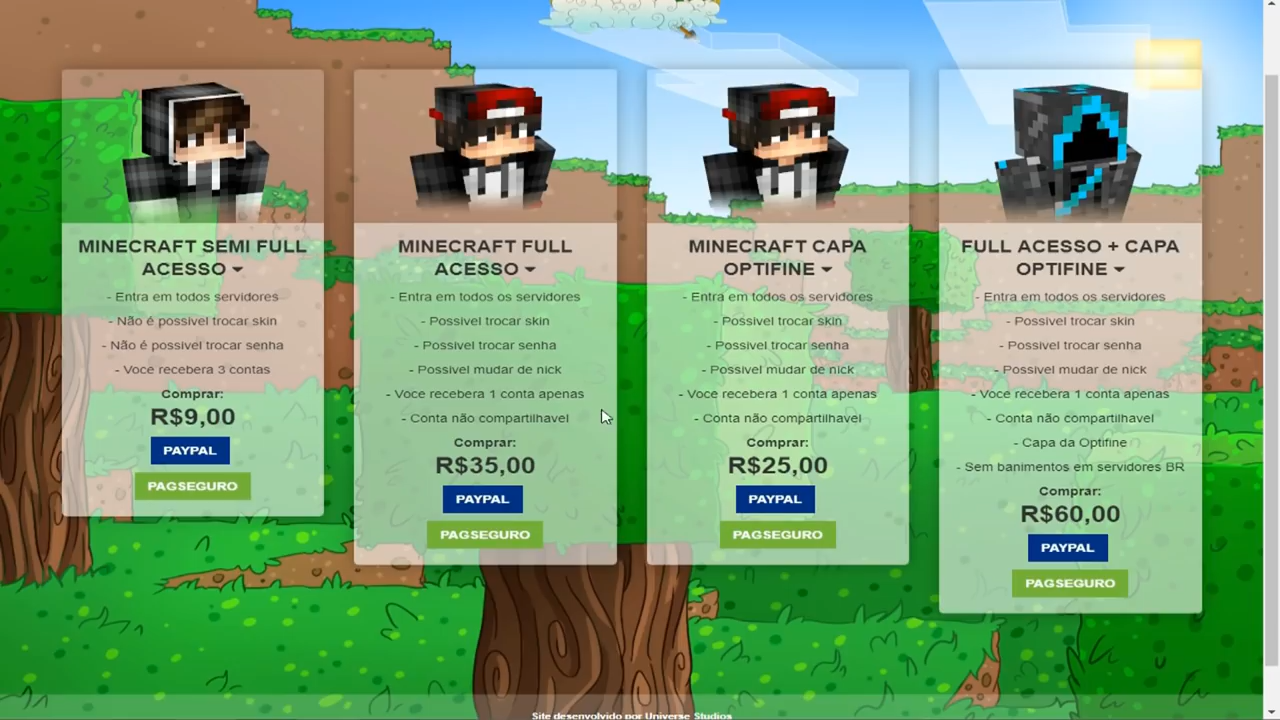 MINECRAFT SEMI FULL
ACESSO
- Entra em todos servidores
- Não é possivel trocar skin
- Não é possivel trocar senha
- Voce recebera 3 contas
Comprar:
R$9,00
PAYPAL
PAGSEGURO
MINECRAFT FULL
ACESSO
- Entra em todos os servidores
- Possivel trocar skin
- Possivel trocar senha
- Possivel mudar de nick
- Voce recebera 1 conta apenas
- Conta não compartilhavel
Comprar:
R$35,00
PAYPAL
PAGSEGURO
MINECRAFT CAPA
OPTIFINE
- Entra em todos os servidores
- Possivel trocar skin
- Possivel trocar senha
- Possivel mudar de nick
- Voce recebera 1 conta apenas
- Conta não compartilhavel
Comprar:
R$25,00
PAYPAL
PAGSEGURO
FULL ACESSO + CAPA
OPTIFINE
- Entra em todos os servidores
- Possivel trocar skin
- Possivel trocar senha
- Possivel mudar de nick
- Voce recebera 1 conta apenas
- Conta não compartilhavel
- Capa da Optifine
- Sem banimentos em servidores BR
Comprar:
R$60,00
PAYPAL
PAGSEGURO
Site desenvolvido por Universe Studios